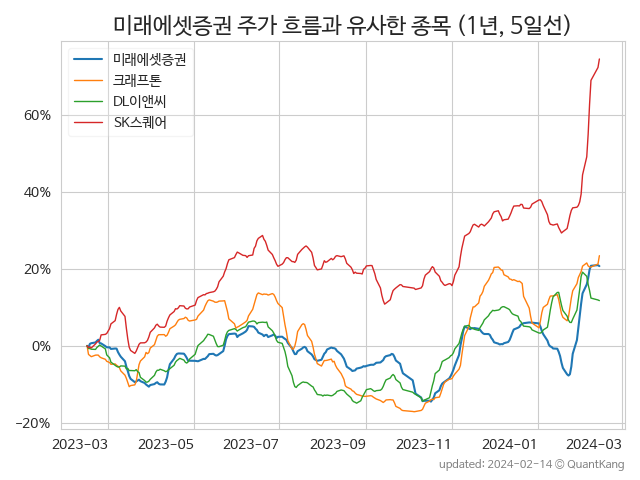 미래에셋증권 주가 흐름과 유사한 종목 (1년, 5일선)
미래에셋증권
크래프톤
DL이앤씨
SK스퀘어
60%
40%
20%
0%
−20%
2023-03 2023-05 2023-07 2023-09 2023-11 2024-01 2024-03
updated: 2024-02-14 © QuantKang